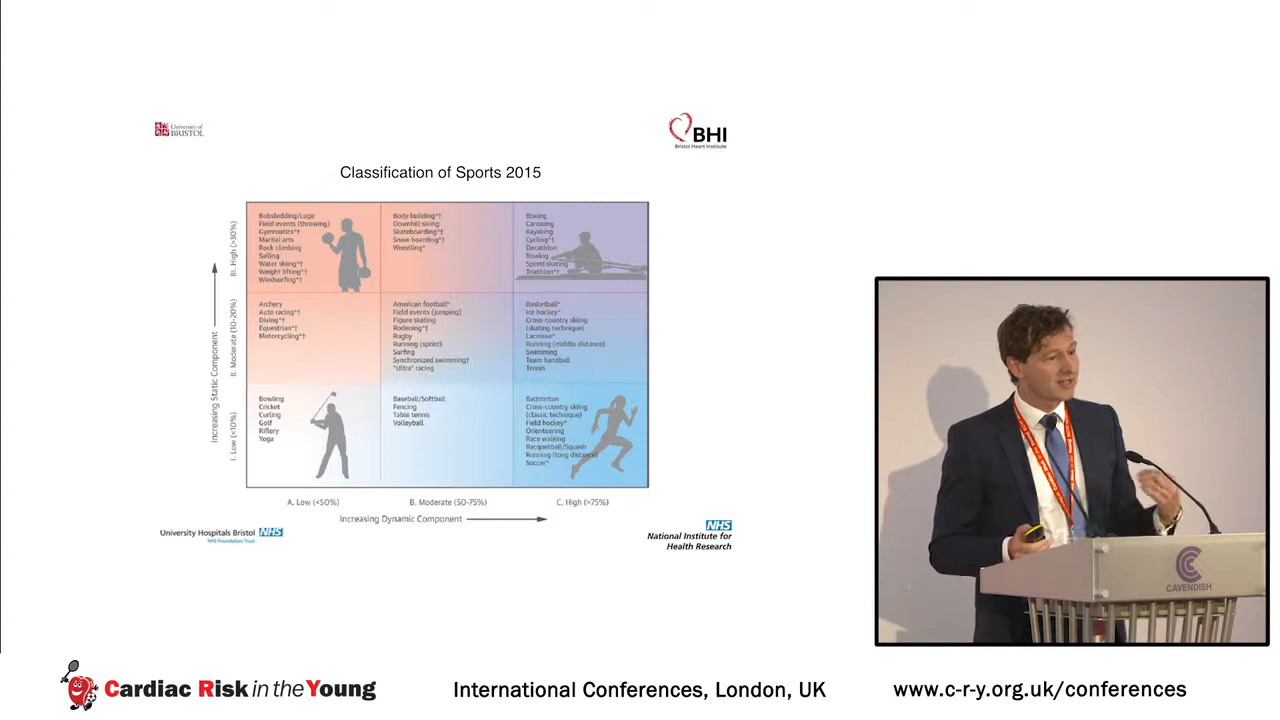 University of
BRISTOL
BHI
Bristol Heart Institute
Classification of Sports 2015
Increasing Static Component
III. High (>30%)
II. Moderate (10-20%)
I. Low (<10%)
Bobsledding/Luge
Field events (throwing)
Gymnastics*†
Martial arts
Rock climbing
Sailing
Water skiing*†
Weight lifting*†
Windsurfing*†
Body building*†
Downhill skiing
Skateboarding*†
Snow boarding*†
Wrestling*
Boxing
Canoeing
Kayaking
Cycling*†
Decathlon
Rowing
Speed skating
Triathlon*†
Archery
Auto racing*†
Diving*†
Equestrian*†
Motorcycling*†
American football*
Field events (jumping)
Figure skating
Rodeoing*†
Rugby
Running (sprint)
Surfing
Synchronized swimming†
"Ultra" racing
Basketball*
Ice hockey*
Cross-country skiing
(skating technique)
Lacrosse*
Running (middle distance)
Swimming
Team handball
Tennis
Bowling
Cricket
Curling
Golf
Riflery
Yoga
Baseball/Softball
Fencing
Table tennis
Volleyball
Badminton
Cross-country skiing
(classic technique)
Field hockey*
Orienteering
Race walking
Racquetball/Squash
Running (long distance)
Soccer*
A. Low (<50%)
B. Moderate (50-75%)
C. High (>75%)
Increasing Dynamic Component
University Hospitals Bristol NHS
NHS Foundation Trust
NHS
National Institute for
Health Research
CAVENDISH
Cardiac Risk in the Young
International Conferences, London, UK
www.c-r-y.org.uk/conferences